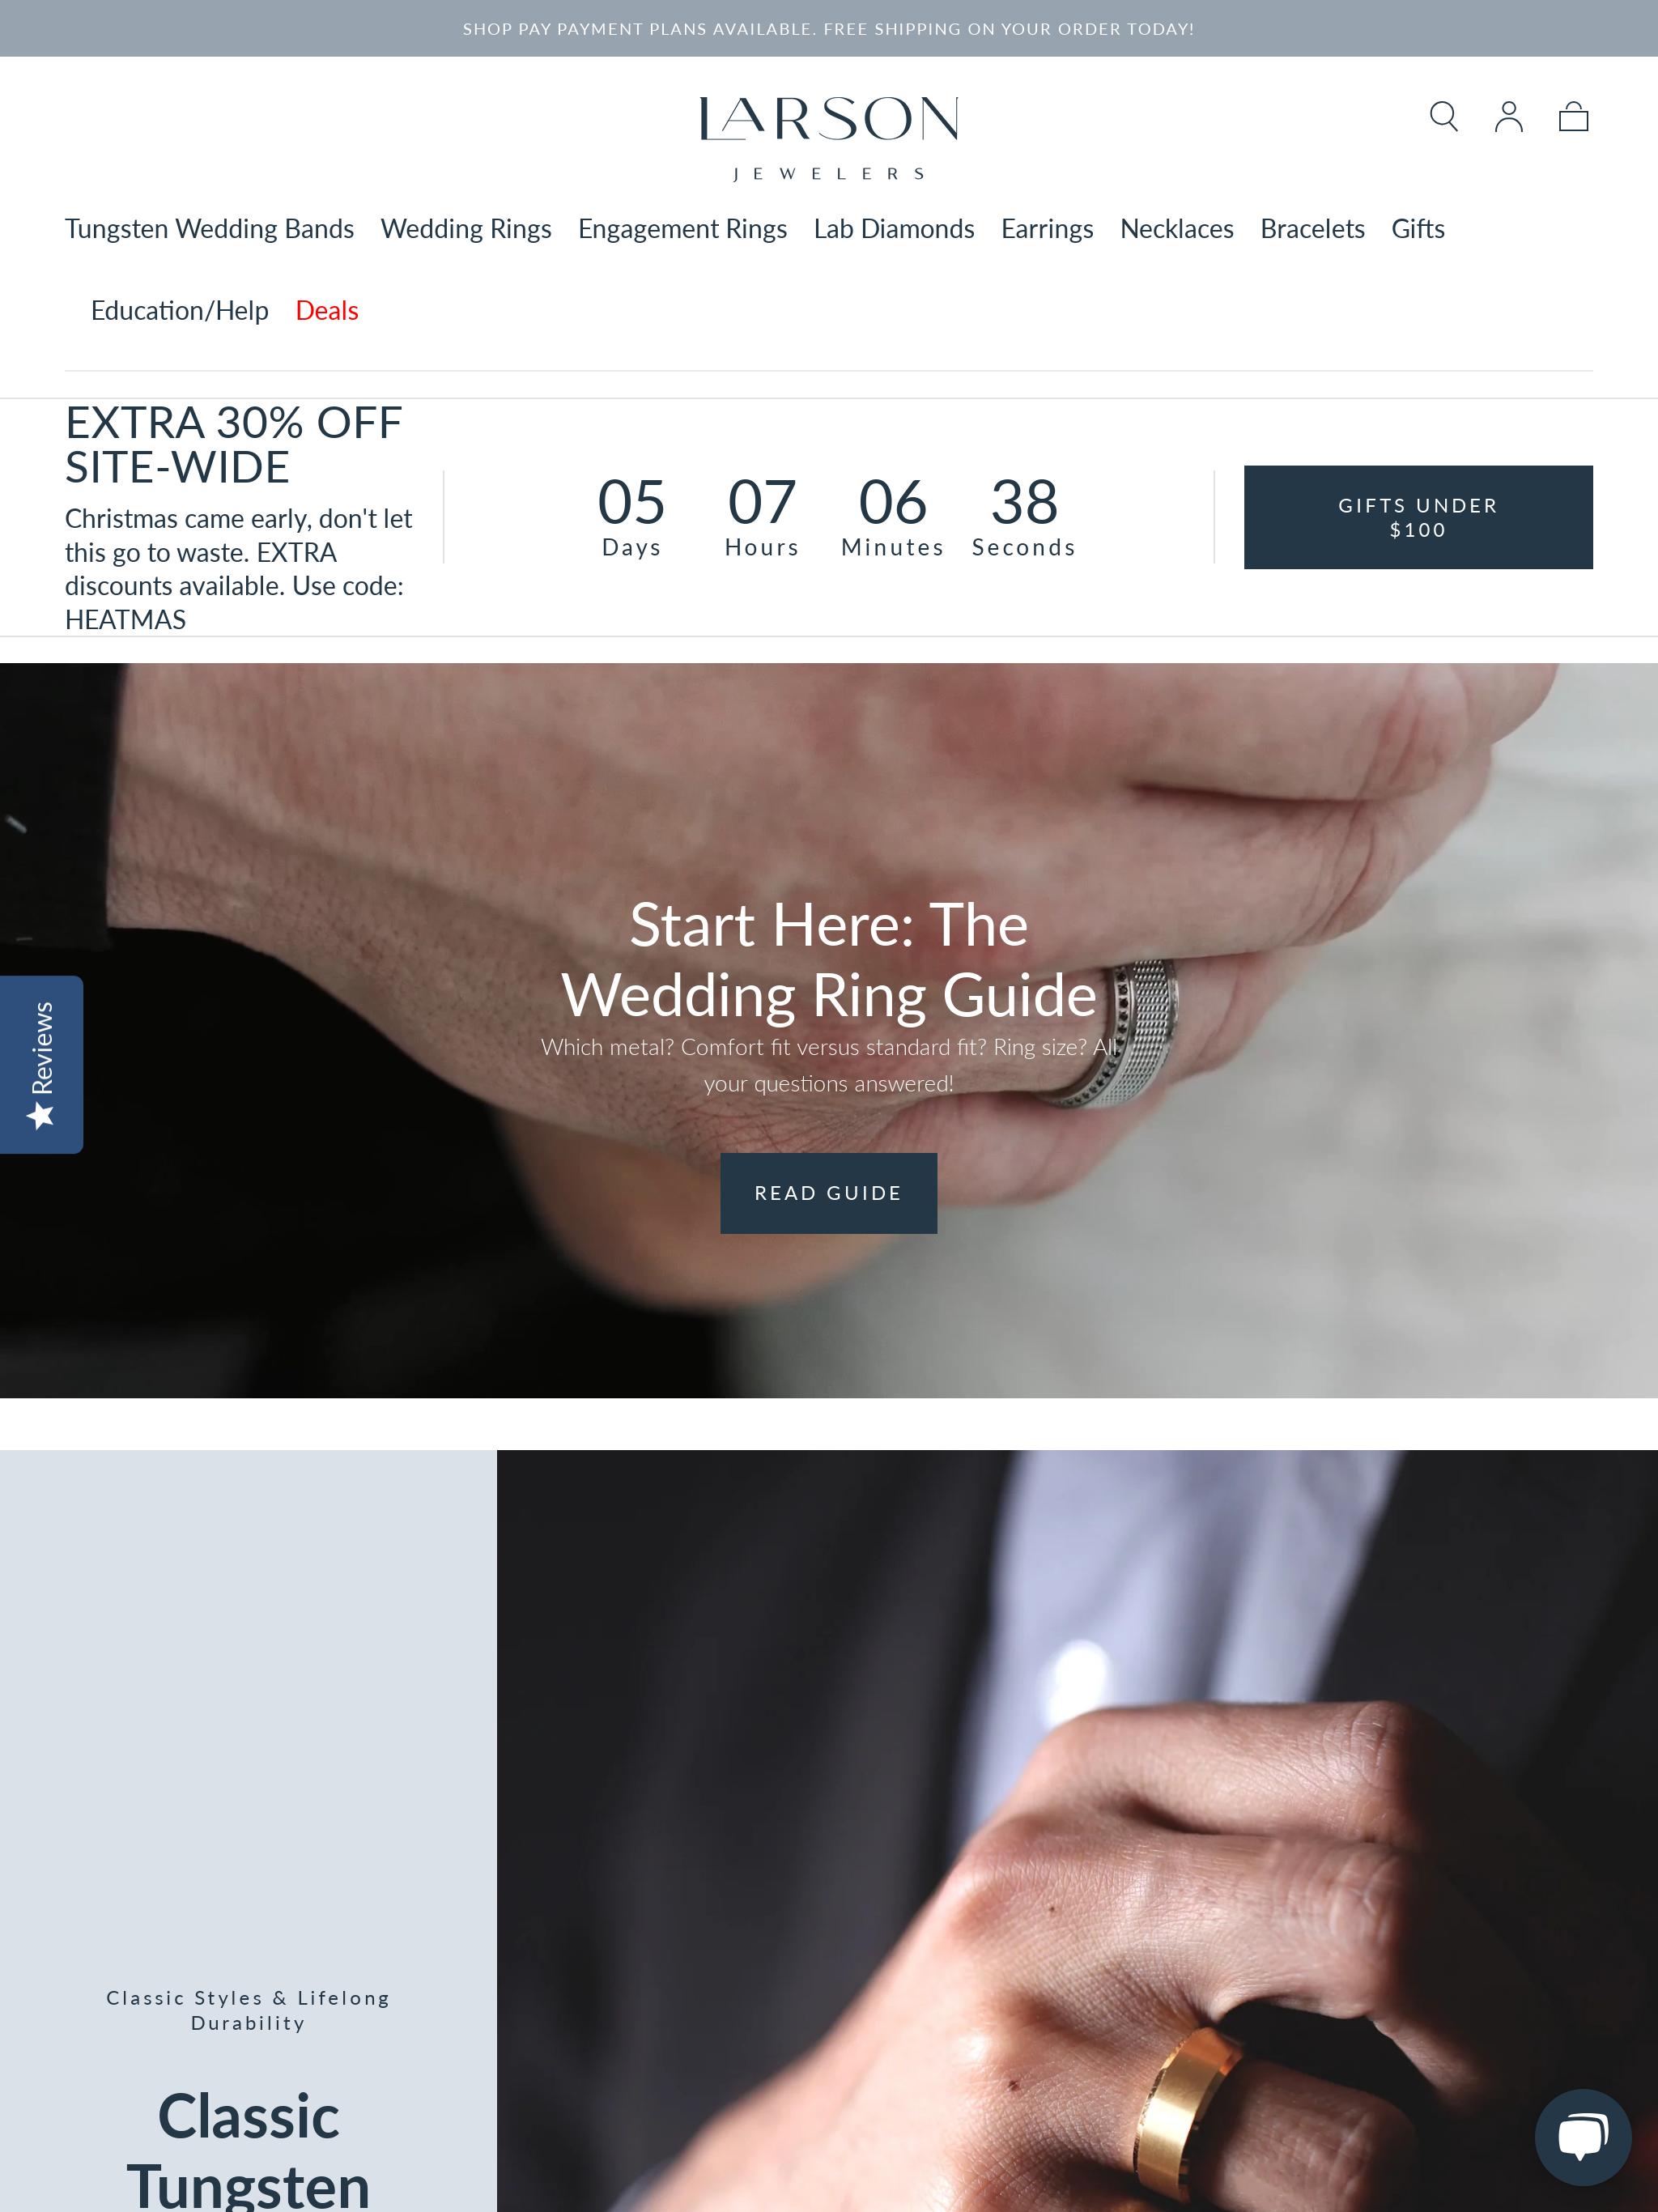 SHOP PAY PAYMENT PLANS AVAILABLE. FREE SHIPPING ON YOUR ORDER TODAY!
LARSON
JEWELERS
Tungsten Wedding Bands Wedding Rings Engagement Rings Lab Diamonds Earrings Necklaces Bracelets Gifts
Education/Help Deals
EXTRA 30% OFF
SITE-WIDE
Christmas came early, don't let
this go to waste. EXTRA
discounts available. Use code:
HEATMAS
05 07 06 38
Days Hours Minutes Seconds
GIFTS UNDER
$100
Start Here: The
Wedding Ring Guide
Which metal? Comfort fit versus standard fit? Ring size? All
your questions answered!
Reviews
READ GUIDE
Classic Styles & Lifelong
Durability
Classic
Tungsten